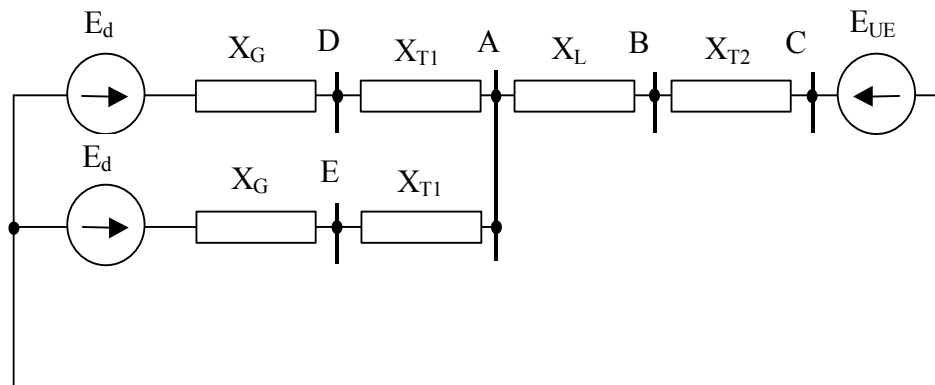 E_d X_G D X_T1 A X_L B X_T2 C E_UE
E_d X_G E X_T1